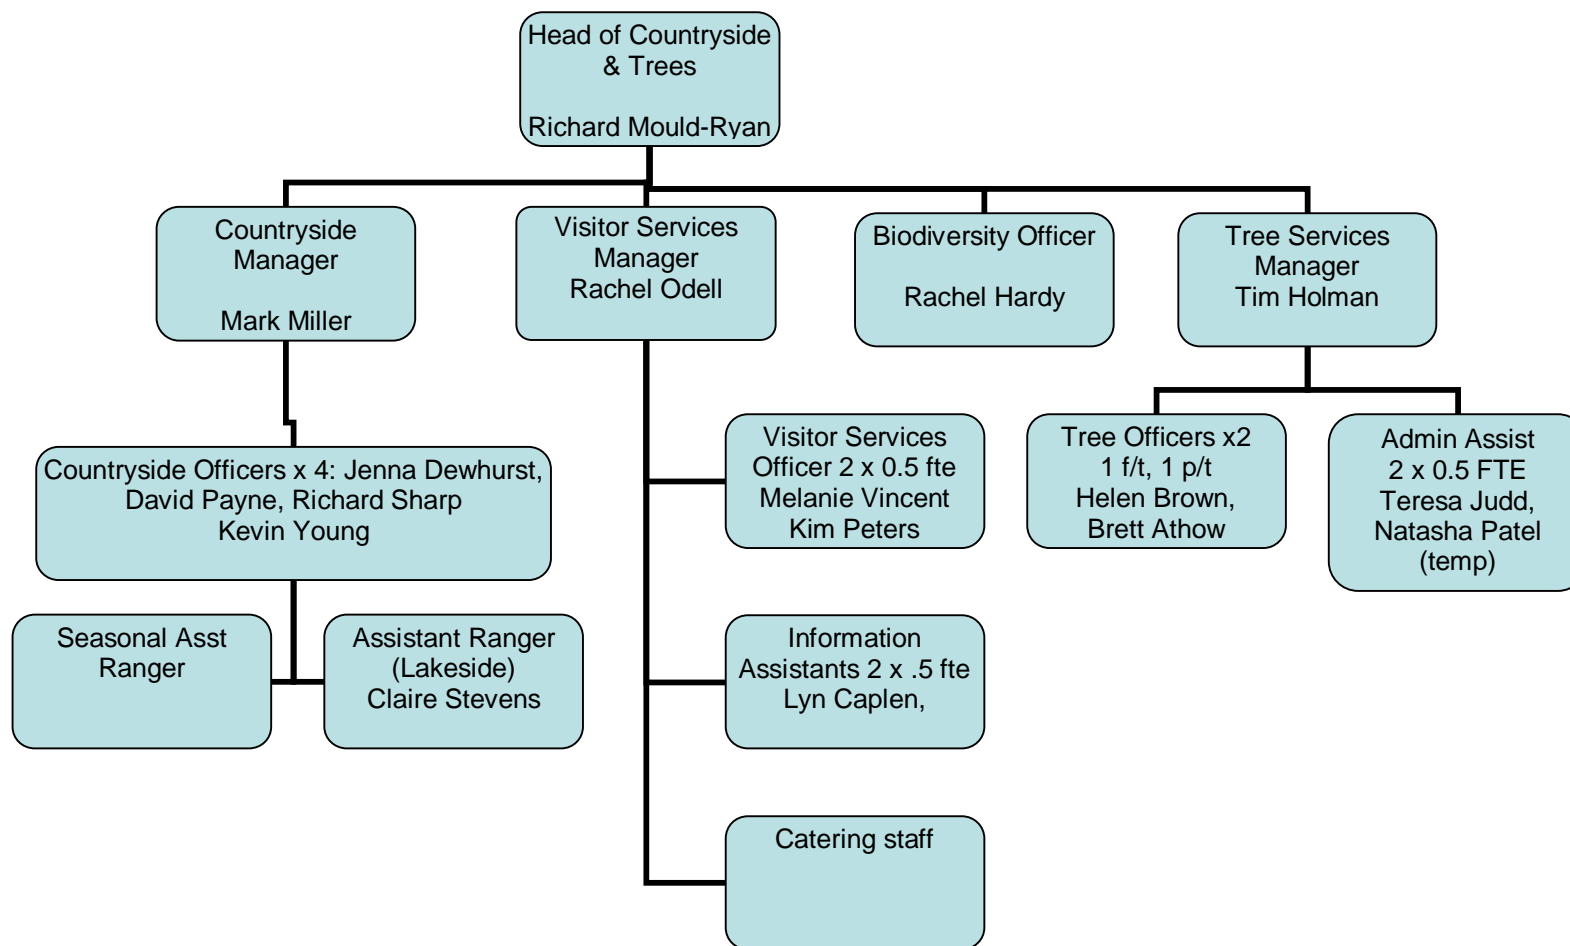 Head of Countryside
& Trees
Richard Mould-Ryan
Countryside
Manager
Mark Miller
Visitor Services
Manager
Rachel Odell
Biodiversity Officer
Rachel Hardy
Tree Services
Manager
Tim Holman
Countryside Officers x 4: Jenna Dewhurst,
David Payne, Richard Sharp
Kevin Young
Visitor Services
Officer 2 x 0.5 fte
Melanie Vincent
Kim Peters
Tree Officers x2
1 f/t, 1 p/t
Helen Brown,
Brett Athow
Admin Assist
2 x 0.5 FTE
Teresa Judd,
Natasha Patel
(temp)
Seasonal Asst
Ranger
Assistant Ranger
(Lakeside)
Claire Stevens
Information
Assistants 2 x .5 fte
Lyn Caplen,
Catering staff